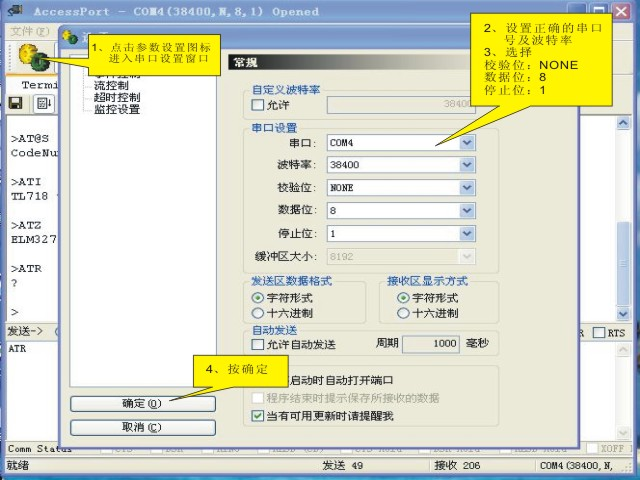 AccessPort - COM4(38400,N,8,1) Opened
文件(F)
1、点击参数设置图标
进入串口设置窗口
2、设置正确的串口
号及波特率
3、选择
校验位：NONE
数据位：8
停止位：1
Termi
事件控制
流控制
超时控制
监控设置
常规
自定义波特率
允许
38400
串口设置
串口:
COM4
波特率:
38400
校验位:
NONE
数据位:
8
停止位:
1
缓冲区大小:
8192
>AT@S
CodeNu
>ATI
TL718
>ATZ
ELM327
>ATR
?
>
发送区数据格式
字符形式
十六进制
接收区显示方式
字符形式
十六进制
发送->
R
RTS
ATR
自动发送
允许自动发送
周期
1000
毫秒
4、按确定
启动时自动打开端口
程序结束时提示保存所接收的数据
当有可用更新时请提醒我
确定(O)
取消(C)
Comm Status
XOFF
就绪
发送 49
接收 206
COM4(38400,N,